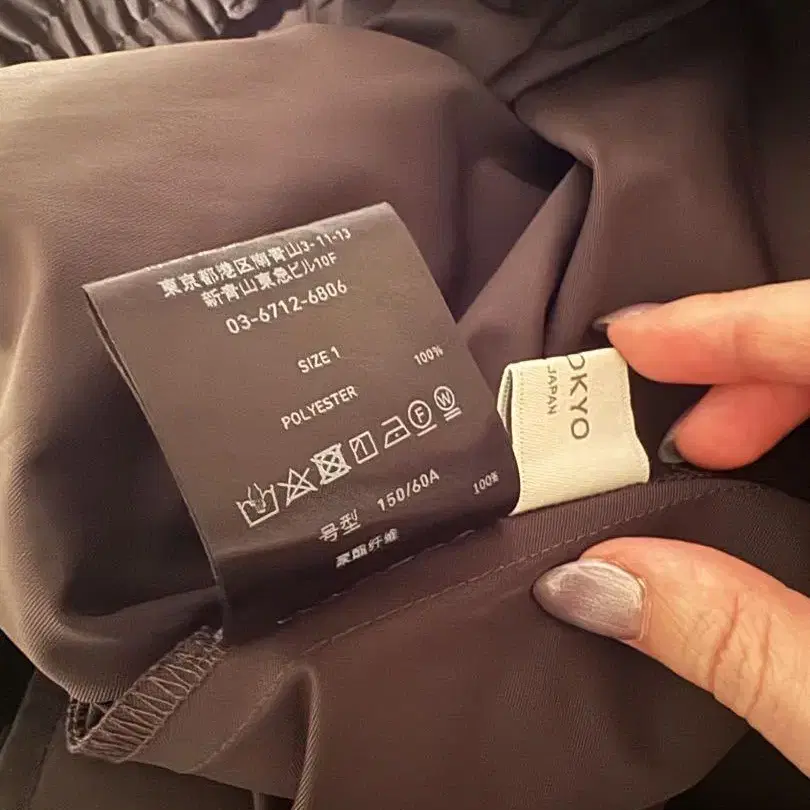 東京都港区南青山3-11-13
新青山東急ビル10F
03-6712-6806
SIZE 1
100%
POLYESTER
F W
号型 150/60A
100%
聚酯纤维
OKYO
JAPAN